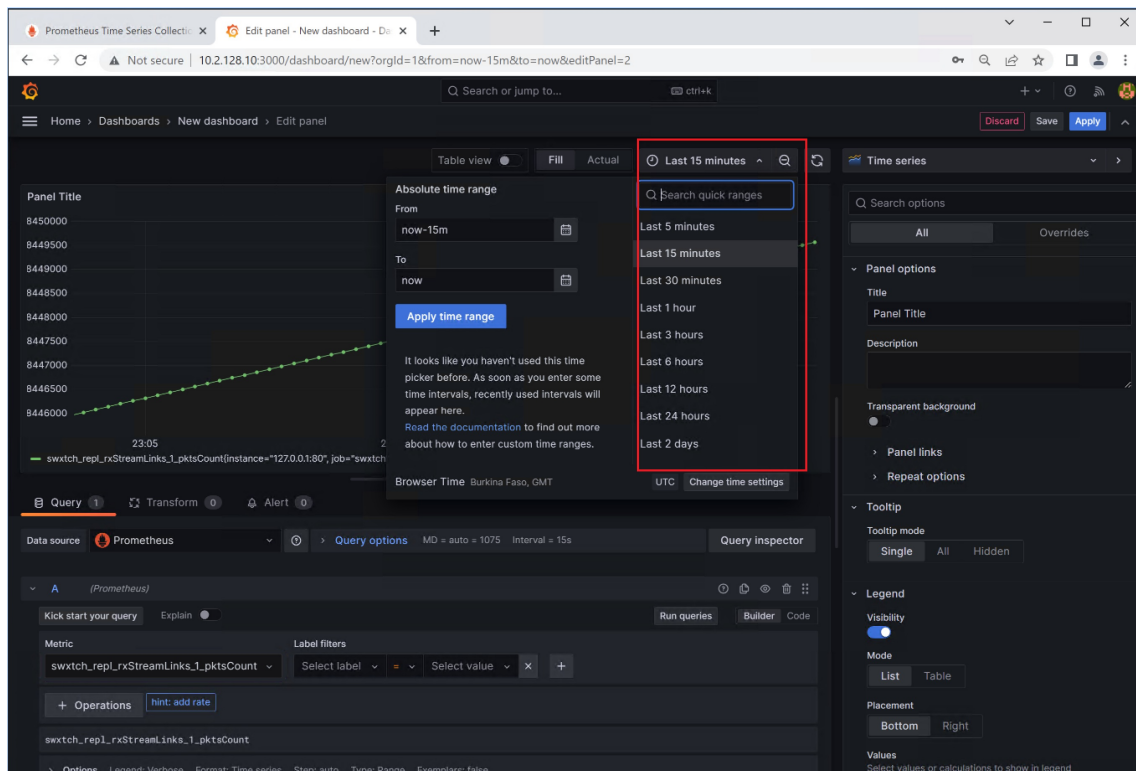 Prometheus Time Series Collecti
Edit panel - New dashboard - Da
Not secure 10.2.128.10:3000/dashboard/new?orgId=1&from=now-15m&to=now&editPanel=2
Search or jump to... ctrl+k
Home > Dashboards > New dashboard > Edit panel
Discard Save Apply
Table view Fill Actual Last 15 minutes Time series
Panel Title
8450000
8449500
8449000
8448500
8448000
8447500
8447000
8446500
8446000
23:05
swxtch_repl_rxStreamLinks_1_pktsCount{instance="127.0.0.1:80", job="swxtch
Absolute time range
From
now-15m
To
now
Apply time range
It looks like you haven't used this time
picker before. As soon as you enter some
time intervals, recently used intervals will
appear here.
Read the documentation to find out more
about how to enter custom time ranges.
Search quick ranges
Last 5 minutes
Last 15 minutes
Last 30 minutes
Last 1 hour
Last 3 hours
Last 6 hours
Last 12 hours
Last 24 hours
Last 2 days
Browser Time Burkina Faso, GMT UTC Change time settings
Query 1 Transform 0 Alert 0
Data source Prometheus > Query options MD = auto = 1075 Interval = 15s Query inspector
A (Prometheus)
Kick start your query Explain Run queries Builder Code
Metric Label filters
swxtch_repl_rxStreamLinks_1_pktsCount Select label = Select value × +
+ Operations hint: add rate
swxtch_repl_rxStreamLinks_1_pktsCount
> Options Legend: Verbose Format: Time series Step: auto Type: Range Exemplars: false
Search options
All Overrides
Panel options
Title
Panel Title
Description
Transparent background
> Panel links
> Repeat options
Tooltip
Tooltip mode
Single All Hidden
Legend
Visibility
Mode
List Table
Placement
Bottom Right
Values
Select values or calculations to show in legend